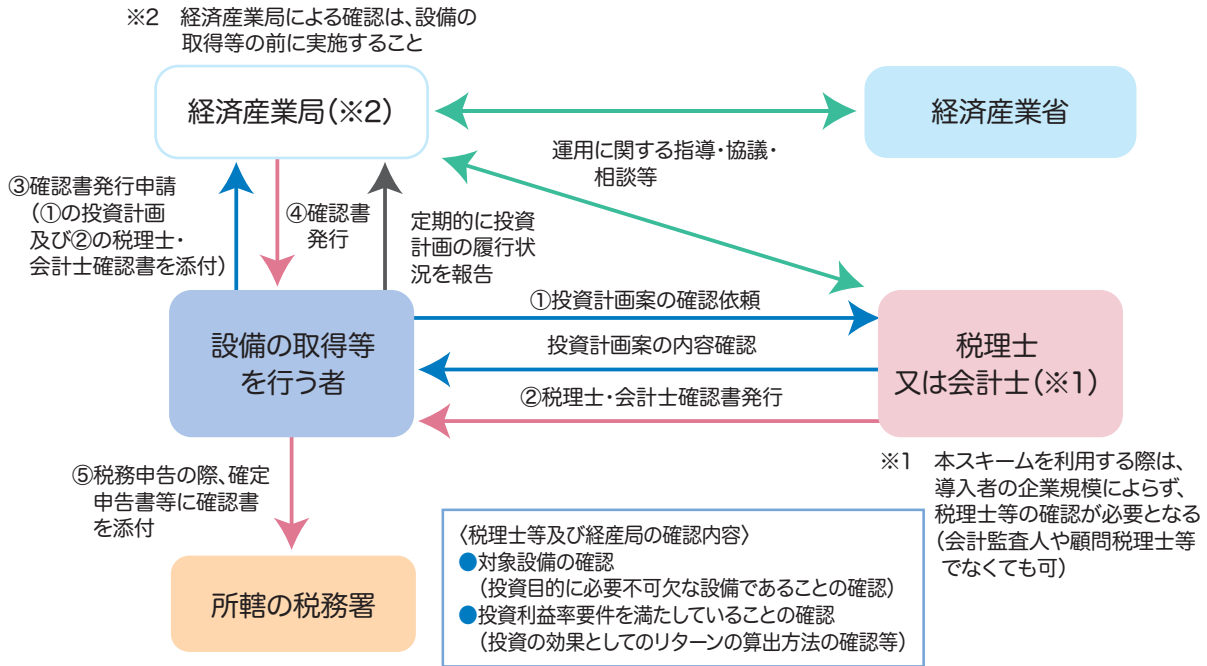 ※2　経済産業局による確認は、設備の
取得等の前に実施すること
経済産業局（※2）
経済産業省
運用に関する指導・協議・
相談等
③確認書発行申請
（①の投資計画
及び②の税理士・
会計士確認書を添付）
④確認書
発行
定期的に投資
計画の履行状
況を報告
①投資計画案の確認依頼
設備の取得等
を行う者
投資計画案の内容確認
税理士
又は会計士（※1）
②税理士・会計士確認書発行
⑤税務申告の際、確定
申告書等に確認書
を添付
※1　本スキームを利用する際は、
導入者の企業規模によらず、
税理士等の確認が必要となる
（会計監査人や顧問税理士等
でなくても可）
〈税理士等及び経産局の確認内容〉
●対象設備の確認
（投資目的に必要不可欠な設備であることの確認）
●投資利益率要件を満たしていることの確認
（投資の効果としてのリターンの算出方法の確認等）
所轄の税務署